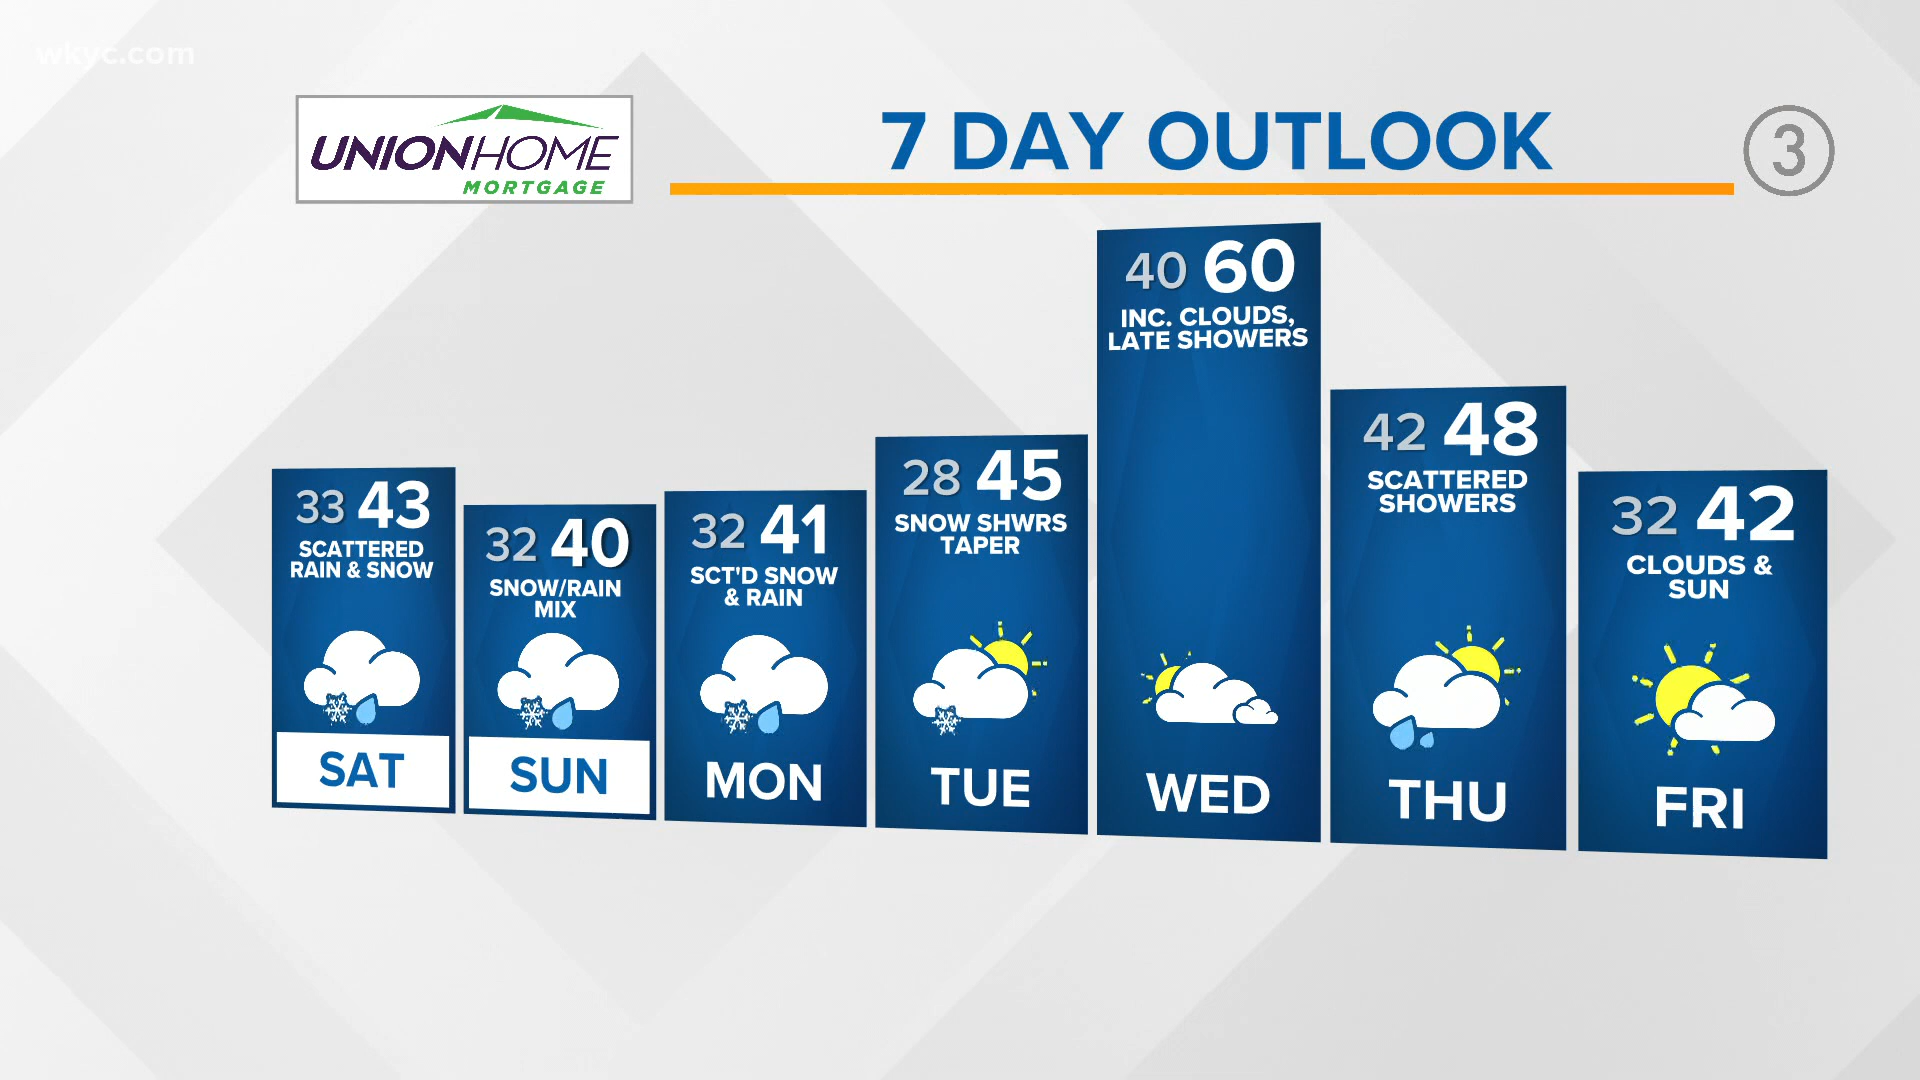 wkyc.com
UNIONHOME
MORTGAGE
7 DAY OUTLOOK
3
33 43
SCATTERED
RAIN & SNOW
SAT
32 40
SNOW/RAIN
MIX
SUN
32 41
SCT'D SNOW
& RAIN
MON
28 45
SNOW SHWRS
TAPER
TUE
40 60
INC. CLOUDS,
LATE SHOWERS
WED
42 48
SCATTERED
SHOWERS
THU
32 42
CLOUDS &
SUN
FRI